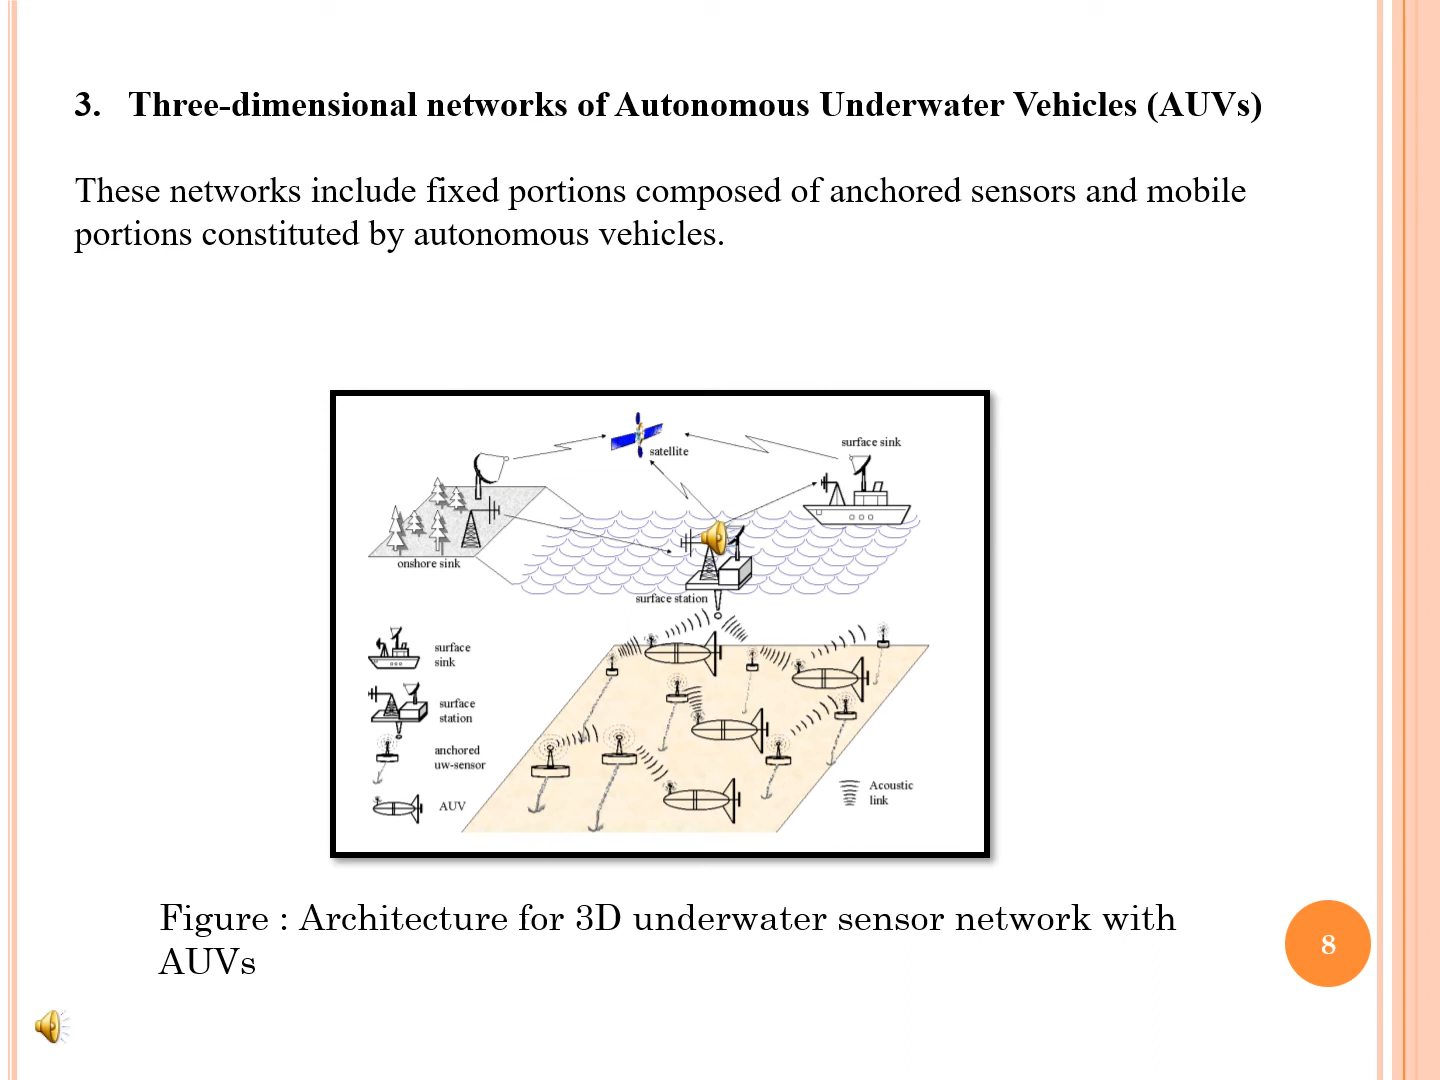 3. Three-dimensional networks of Autonomous Underwater Vehicles (AUVs)
These networks include fixed portions composed of anchored sensors and mobile
portions constituted by autonomous vehicles.
satellite
surface sink
onshore sink
surface station
surface
sink
surface
station
anchored
uw-sensor
AUV
Acoustic
link
Figure : Architecture for 3D underwater sensor network with
AUVs
8